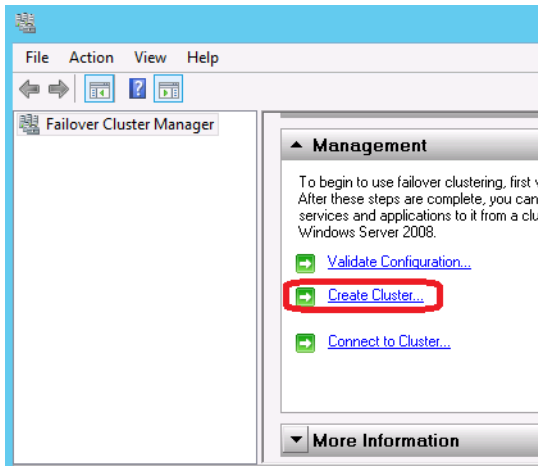 File Action View Help
Failover Cluster Manager
Management
To begin to use failover clustering, first
After these steps are complete, you can
services and applications to it from a
Windows Server 2008.
Validate Configuration...
Create Cluster...
Connect to Cluster...
More Information